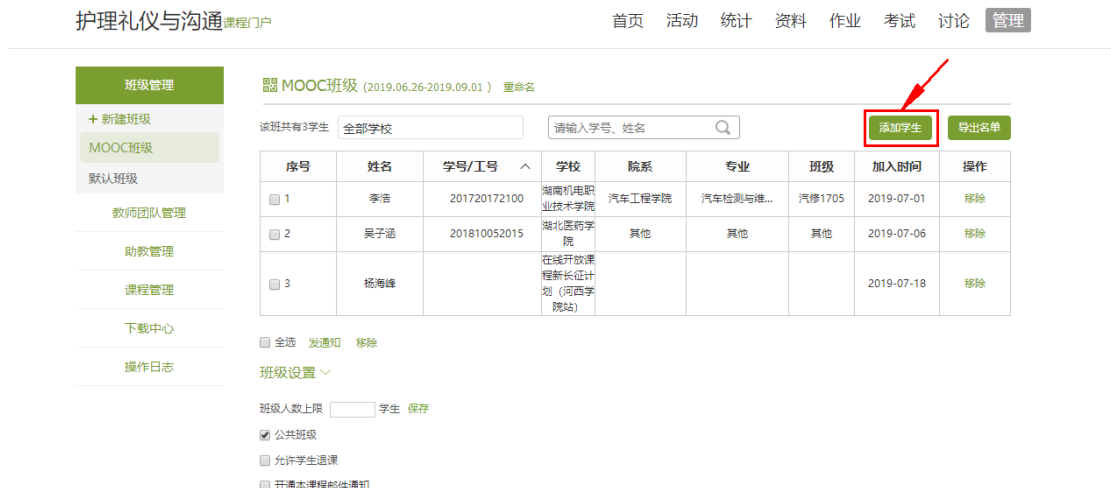 护理礼仪与沟通课程门户 首页 活动 统计 资料 作业 考试 讨论 管理
班级管理
+ 新建班级
MOOC班级
默认班级
教师团队管理
助教管理
课程管理
下载中心
操作日志
MOOC班级 (2019.06.26-2019.09.01 ) 重命名
该班共有3学生 全部学校 请输入学号、姓名 添加学生 导出名单
序号 姓名 学号/工号 学校 院系 专业 班级 加入时间 操作
1 李浩 201720172100 湖南机电职业技术学院 汽车工程学院 汽车检测与维... 汽修1705 2019-07-01 移除
2 吴子涵 201810052015 湖北医药学院 其他 其他 其他 2019-07-06 移除
3 杨海峰 在线开放课程新长征计划（河西学院站） 2019-07-18 移除
全选 发通知 移除
班级设置
班级人数上限 学生 保存
公共班级
允许学生退课
开通本课程邮件通知